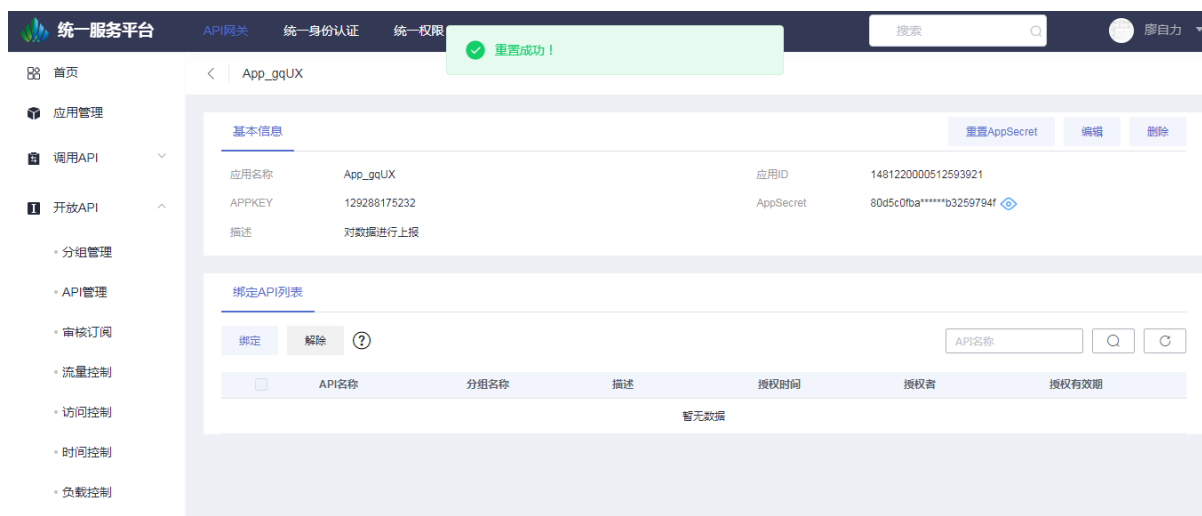 统一服务平台 API网关 统一身份认证 统一权限 搜索 廖自力
重置成功！
首页
App_gqUX
应用管理
基本信息 重置AppSecret 编辑 删除
调用API
应用名称 App_gqUX 应用ID 1481220000512593921
开放API
APPKEY 129288175232 AppSecret 80d5c0fba******b3259794f
描述 对数据进行上报
分组管理
API管理
绑定API列表
审核订阅
绑定 解除 ? API名称
流量控制
API名称 分组名称 描述 授权时间 授权者 授权有效期
访问控制
暂无数据
时间控制
负载控制